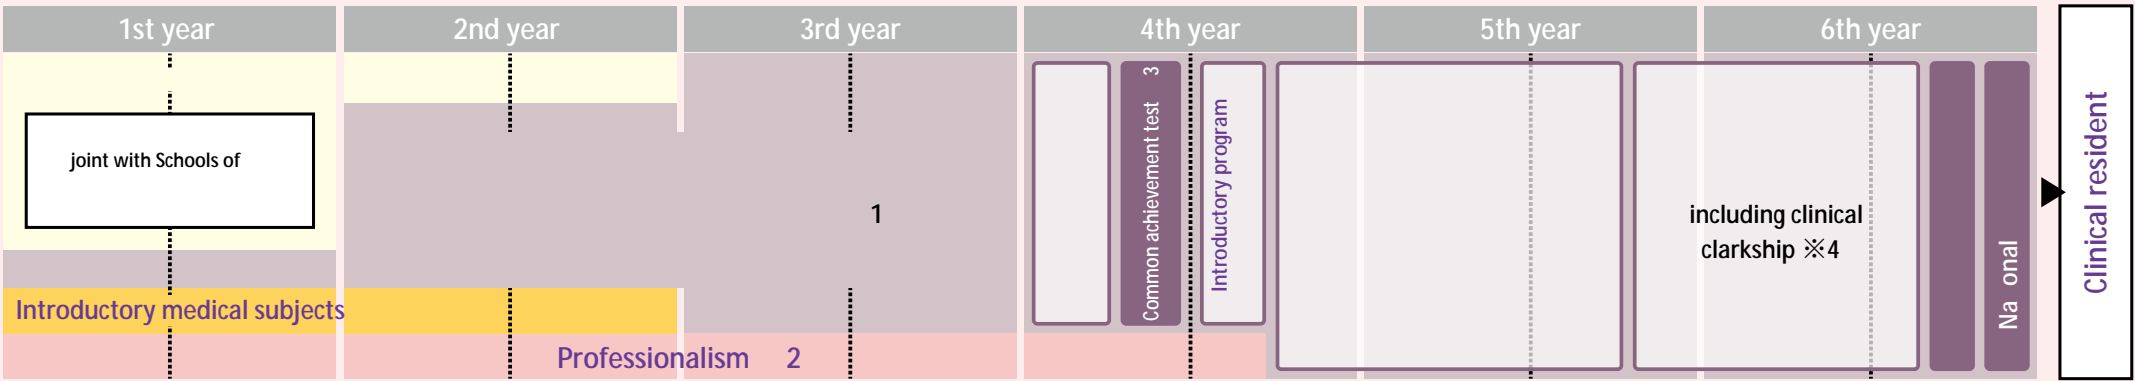 1st year
2nd year
3rd year
4th year
5th year
6th year
joint with Schools of
1
Common achievement test 3
Introductory program
including clinical
clarkship ※4
Na onal
Clinical resident
Introductory medical subjects
Professionalism 2